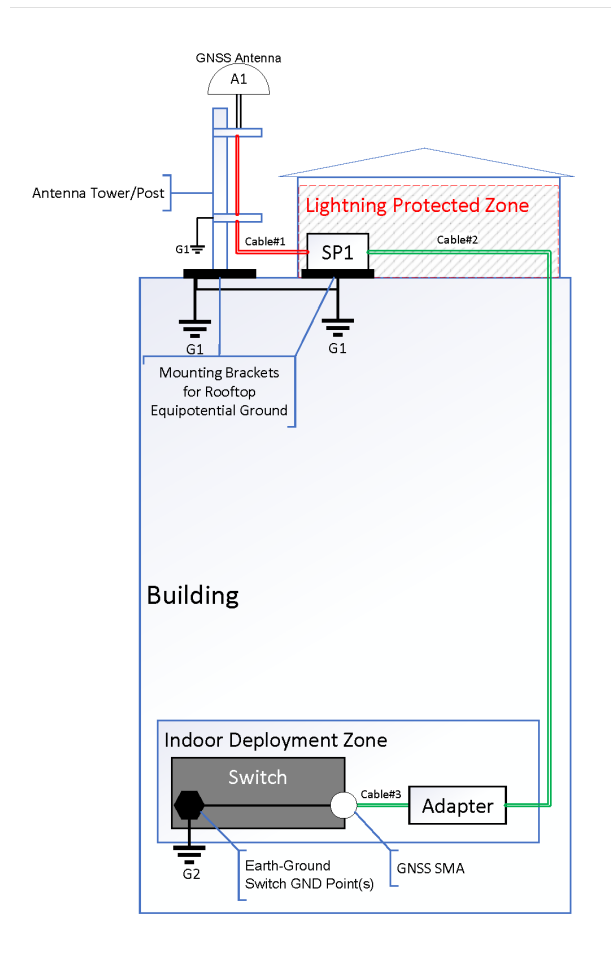 GNSS Antenna
A1
Antenna Tower/Post
Lightning Protected Zone
G1
Cable#1
SP1
Cable#2
G1
G1
Mounting Brackets
for Rooftop
Equipotential Ground
Building
Indoor Deployment Zone
Switch
Cable#3
Adapter
G2
Earth-Ground
Switch GND Point(s)
GNSS SMA